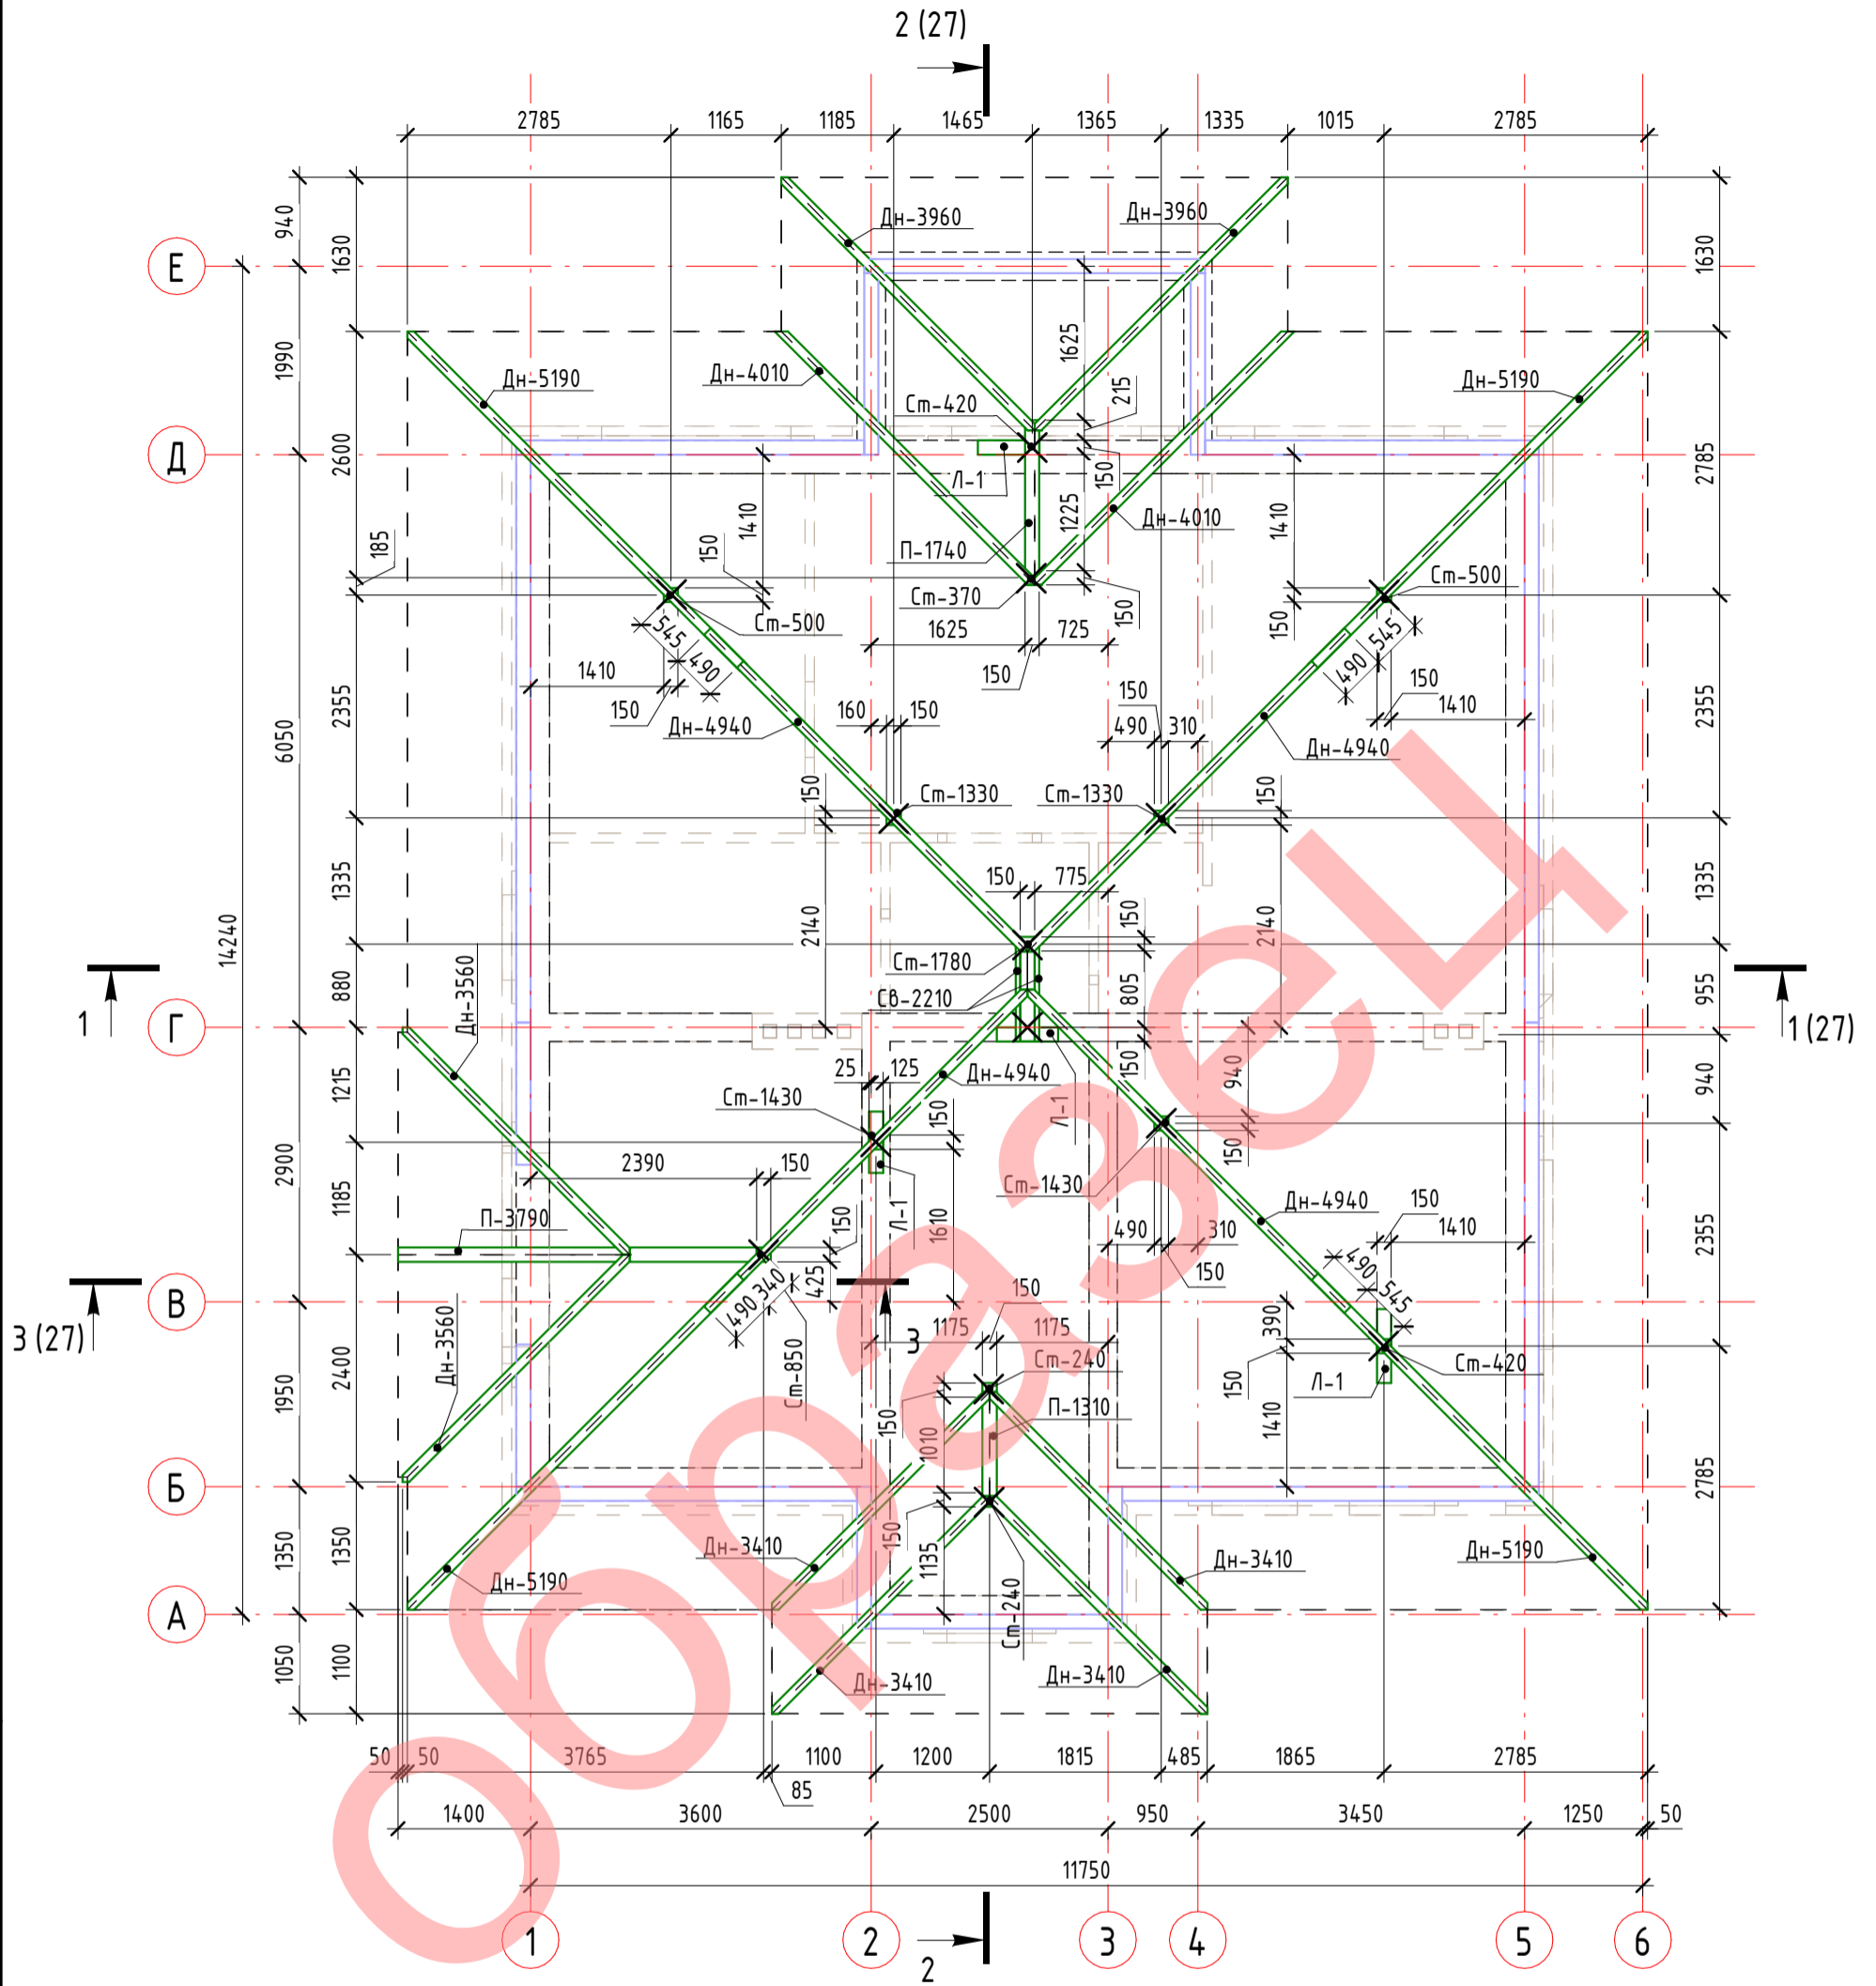 2 (27)
2785 1165 1185 1465 1365 1335 1015 2785
940
1630
Дн-3960
Дн-3960
1630
Е
1625
1990
Дн-4010
215
Дн-5190
Дн-5190
Ст-420
Д
2600
Л-1
150
2785
1410
1225
1410
Дн-4010
185
150
П-1740
Ст-500
Ст-370
150
150
545
Ст-500
1625 725
545
490
490
1410
150
150
150
1410
6050
2355
150
Дн-4940
160 150
490 310
Дн-4940
2355
150
Ст-1330
Ст-1330
150
14240
1335
150 775
1335
2140
150
2140
880
Дн-3560
Ст-1780
805
955
Св-2210
1
Г
1 (27)
25 125
Дн-4940
150
940
940
1215
Ст-1430
150
Л-1
150
2900
2390 150
Ст-1430
Дн-4940
150
1185
П-3790
150
Л-1
1610
490 310
1410
2355
425
150
490
В
490 340
150
545
390
3 (27)
1175 1175
3
Дн-3560
Ст-850
Ст-240
Ст-420
2400
150
Л-1
1950
150
П-1310
1410
1010
Б
2785
1350
1350
150
Дн-3410
Дн-3410
Дн-5190
Дн-5190
1135
А
Ст-240
1050
1100
Дн-3410
Дн-3410
50 50 3765 1100 1200 1815 485 1865 2785
85
1400 3600 2500 950 3450 1250 50
11750
1 2 3 4 5 6
2
образец